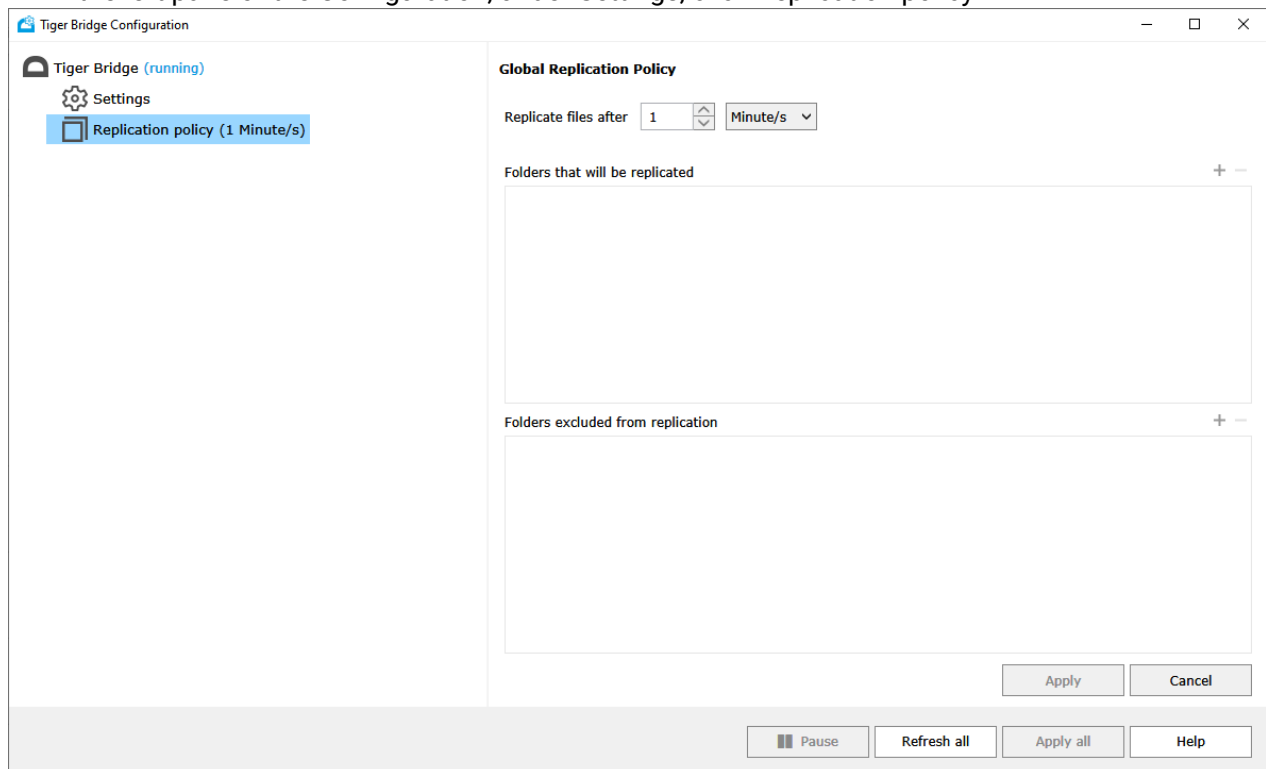 Tiger Bridge Configuration
Tiger Bridge (running)
Settings
Replication policy (1 Minute/s)
Global Replication Policy
Replicate files after 1 Minute/s
Folders that will be replicated
Folders excluded from replication
Apply Cancel
Pause Refresh all Apply all Help